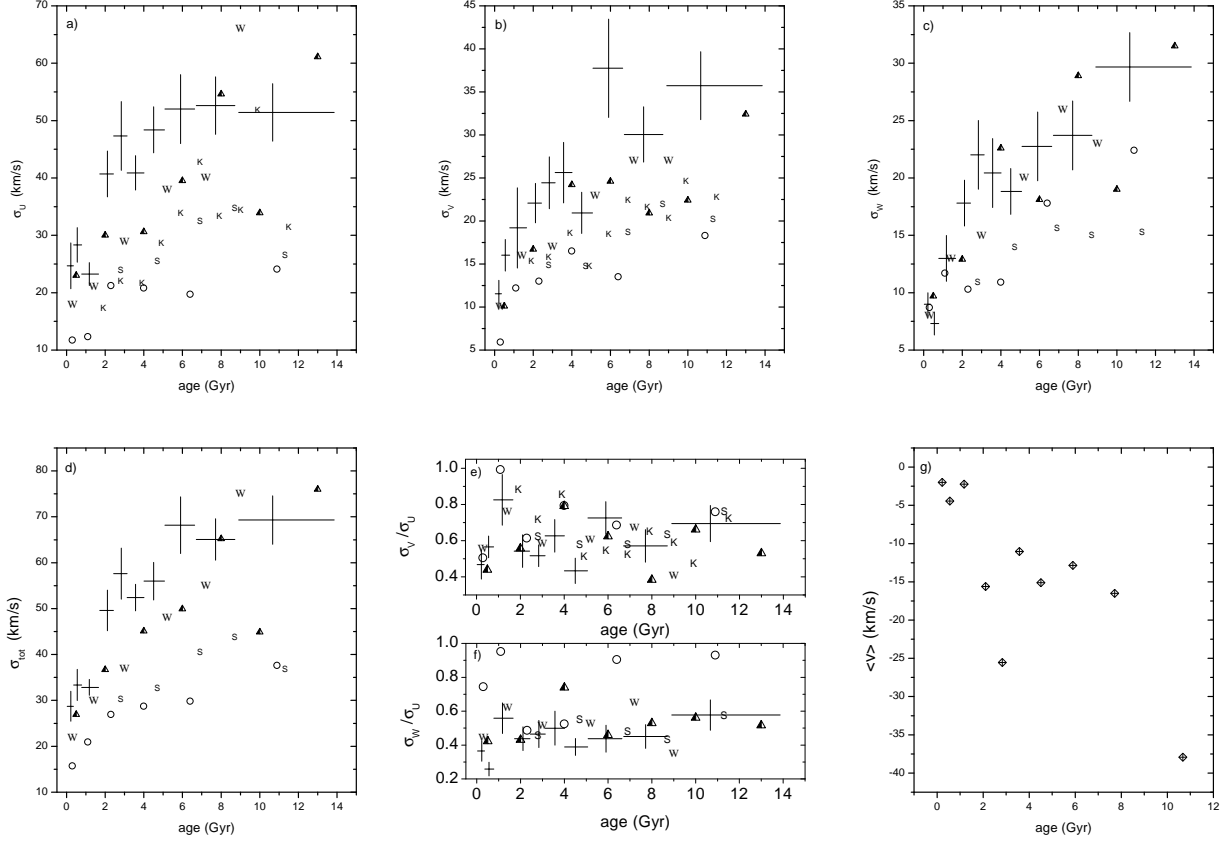 a)
70
60
50
40
30
20
10
W
K
K
W
W
S
K
K
K
S
K
W
K
S
S
S
K
K
W
W
K
0 2 4 6 8 10 12 14
σU (km/s)
age (Gyr)
b)
45
40
35
30
25
20
15
10
5
W W
K
W
K
K
S
K
K
S
K
K
S
W
W
K
K
S
S K
W
0 2 4 6 8 10 12 14
σV (km/s)
age (Gyr)
c)
35
30
25
20
15
10
5
W
W
W
S
S
W
S
S
W
S
W
0 2 4 6 8 10 12 14
σW (km/s)
age (Gyr)
d)
80
70
60
50
40
30
20
10
W
W
W
S
S
W
S
S
S
W
W
0 2 4 6 8 10 12 14
σtot (km/s)
age (Gyr)
e)
1.0
0.8
0.6
0.4
K
K
W
S
K
K
W
K
S
S
W
K
S
S
W
K
K
K
K
W
0 2 4 6 8 10 12 14
σV /σU
age (Gyr)
f)
1.0
0.8
0.6
0.4
0.2
W
W
S
S
W
W
S
W
S
S
W
0 2 4 6 8 10 12 14
σW /σU
age (Gyr)
g)
0
-5
-10
-15
-20
-25
-30
-35
-40
0 2 4 6 8 10 12
<v> (km/s)
age (Gyr)